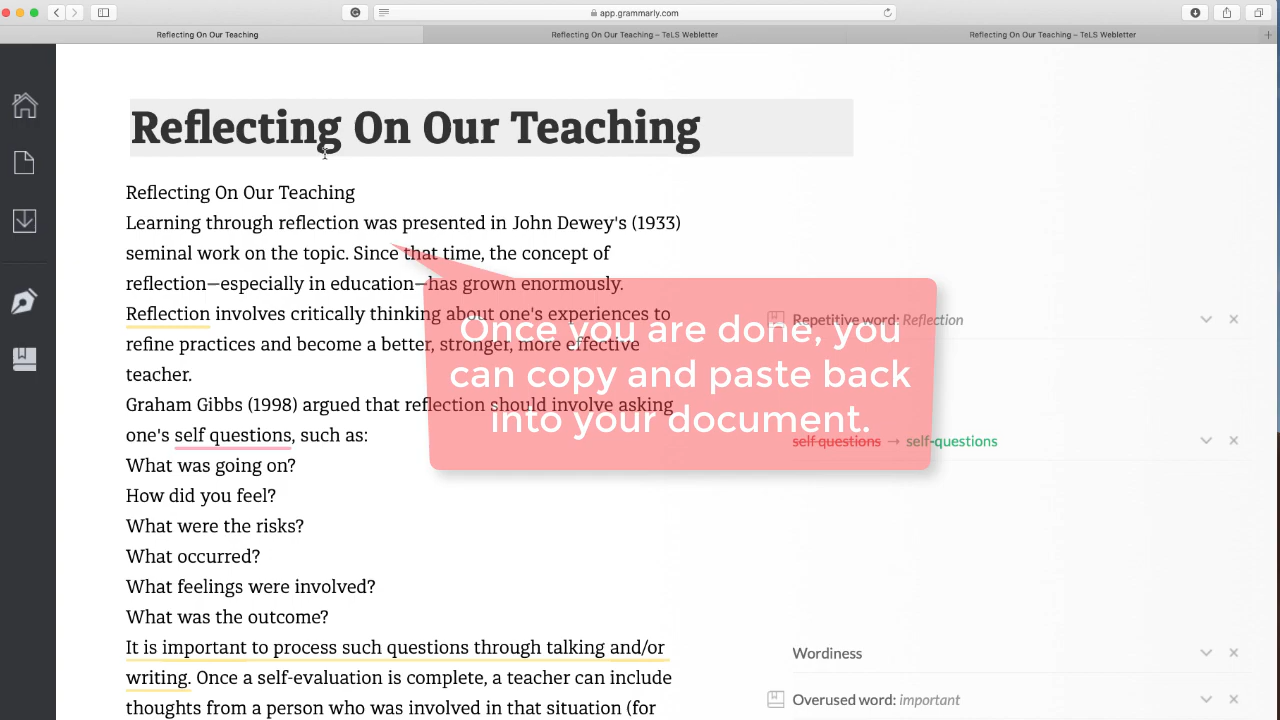 app.grammarly.com
Reflecting On Our Teaching
Reflecting On Our Teaching – TeLS Webletter
Reflecting On Our Teaching – TeLS Webletter
Reflecting On Our Teaching
Reflecting On Our Teaching
Learning through reflection was presented in John Dewey's (1933)
seminal work on the topic. Since that time, the concept of
reflection—especially in education—has grown enormously.
Reflection involves critically thinking about one's experiences to
refine practices and become a better, stronger, more effective
teacher.
Graham Gibbs (1998) argued that reflection should involve asking
one's self questions, such as:
What was going on?
How did you feel?
What were the risks?
What occurred?
What feelings were involved?
What was the outcome?
It is important to process such questions through talking and/or
writing. Once a self-evaluation is complete, a teacher can include
thoughts from a person who was involved in that situation (for
Once you are done, you
can copy and paste back
into your document.
Repetitive word: Reflection
self questions → self-questions
Wordiness
Overused word: important